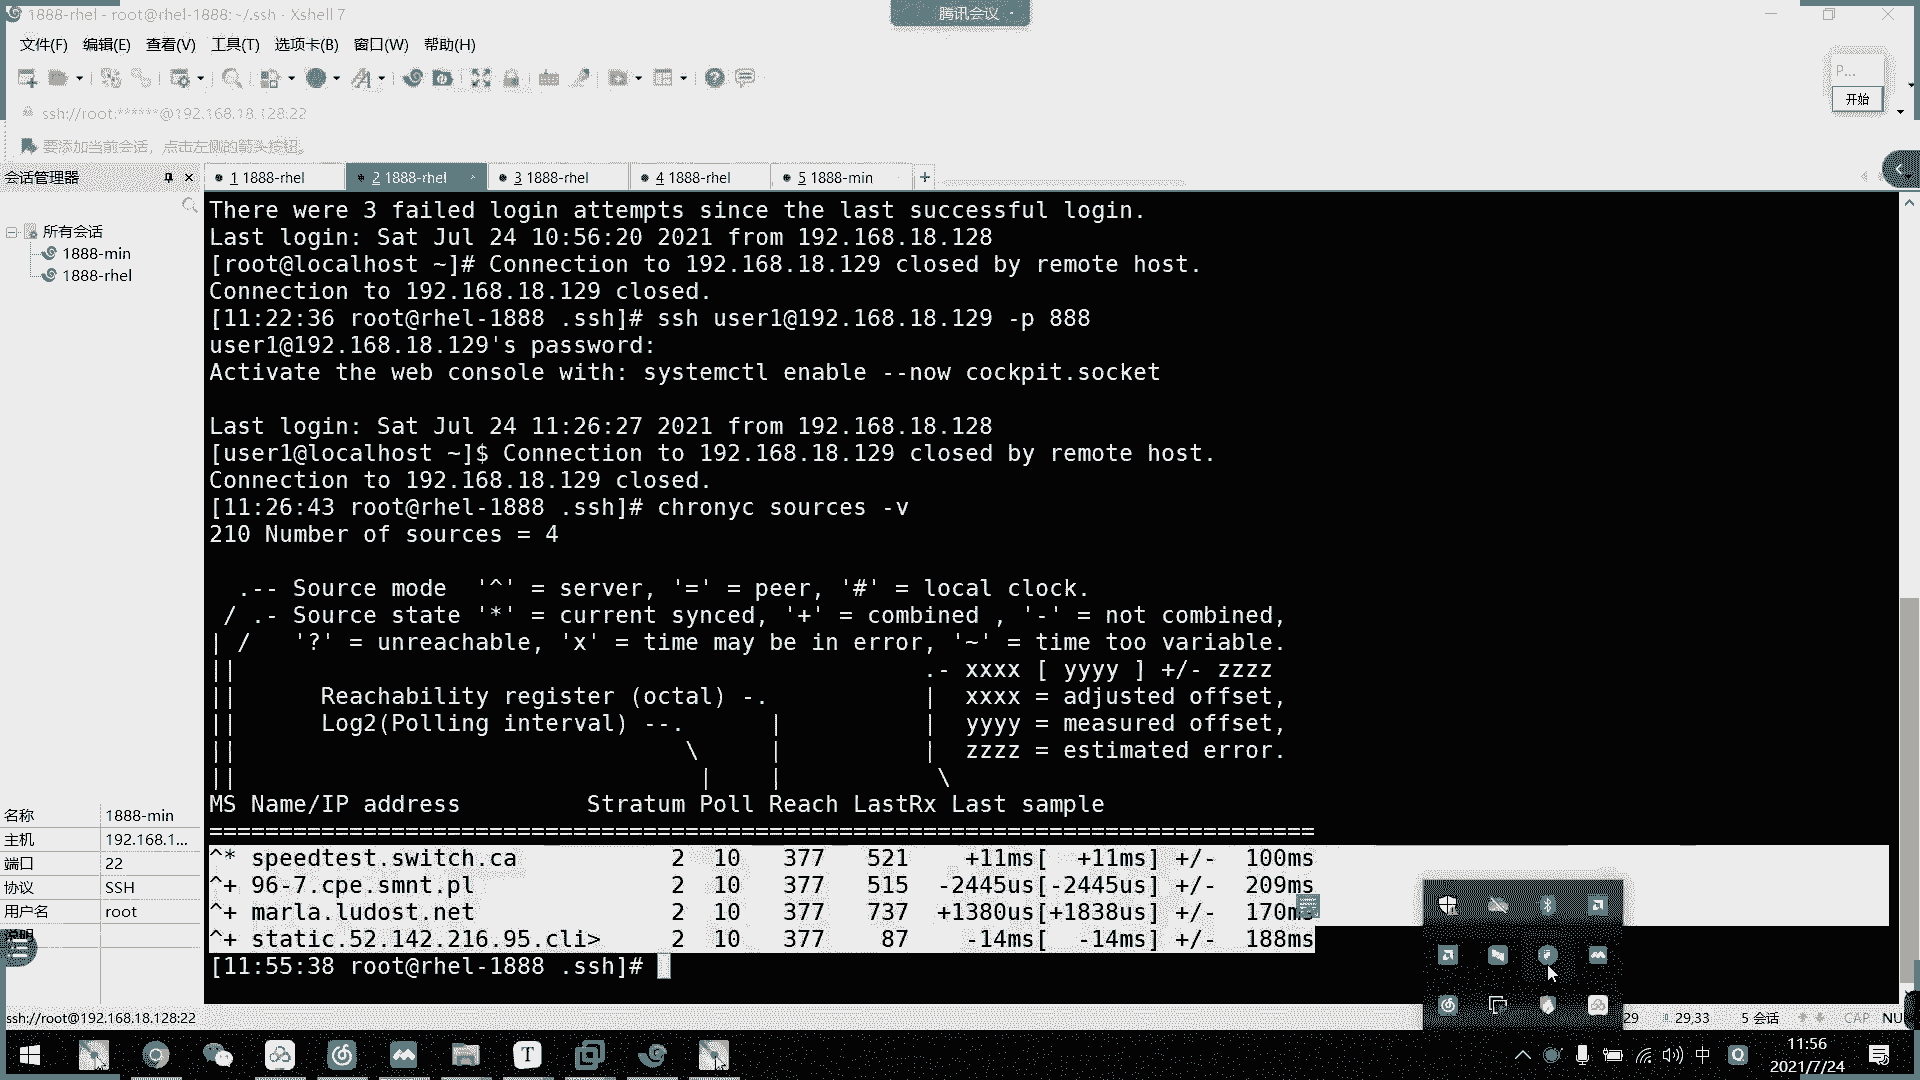 1888-rhel - root@rhel-1888: ~/.ssh - Xshell 7
腾讯会议
文件(F) 编辑(E) 查看(V) 工具(T) 选项卡(B) 窗口(W) 帮助(H)
P...
开始
ssh://root:******@192.168.18.128:22
要添加当前会话，点击左侧的箭头按钮。
会话管理器
1 1888-rhel
2 1888-rhel
3 1888-rhel
4 1888-rhel
5 1888-min
所有会话
1888-min
1888-rhel
There were 3 failed login attempts since the last successful login.
Last login: Sat Jul 24 10:56:20 2021 from 192.168.18.128
[root@localhost ~]# Connection to 192.168.18.129 closed by remote host.
Connection to 192.168.18.129 closed.
[11:22:36 root@rhel-1888 .ssh]# ssh user1@192.168.18.129 -p 888
user1@192.168.18.129's password:
Activate the web console with: systemctl enable --now cockpit.socket
Last login: Sat Jul 24 11:26:27 2021 from 192.168.18.128
[user1@localhost ~]$ Connection to 192.168.18.129 closed by remote host.
Connection to 192.168.18.129 closed.
[11:26:43 root@rhel-1888 .ssh]# chronyc sources -v
210 Number of sources = 4
.-- Source mode '^' = server, '=' = peer, '#' = local clock.
/ .- Source state '*' = current synced, '+' = combined , '-' = not combined,
| / '?' = unreachable, 'x' = time may be in error, '~' = time too variable.
|| .- xxxx [ yyyy ] +/- zzzz
|| Reachability register (octal) -. | xxxx = adjusted offset,
|| Log2(Polling interval) --. | | yyyy = measured offset,
|| \ | | zzzz = estimated error.
|| | | \
MS Name/IP address Stratum Poll Reach LastRx Last sample
===============================================================================
^* speedtest.switch.ca 2 10 377 521 +11ms[ +11ms] +/- 100ms
^+ 96-7.cpe.smnt.pl 2 10 377 515 -2445us[-2445us] +/- 209ms
^+ marla.ludost.net 2 10 377 737 +1380us[+1838us] +/- 170ms
^+ static.52.142.216.95.cli> 2 10 377 87 -14ms[ -14ms] +/- 188ms
[11:55:38 root@rhel-1888 .ssh]#
名称 1888-min
主机 192.168.1...
端口 22
协议 SSH
用户名 root
说明
ssh://root@192.168.18.128:22
29 29,33 5 会话 CAP NU
中
11:56
2021/7/24